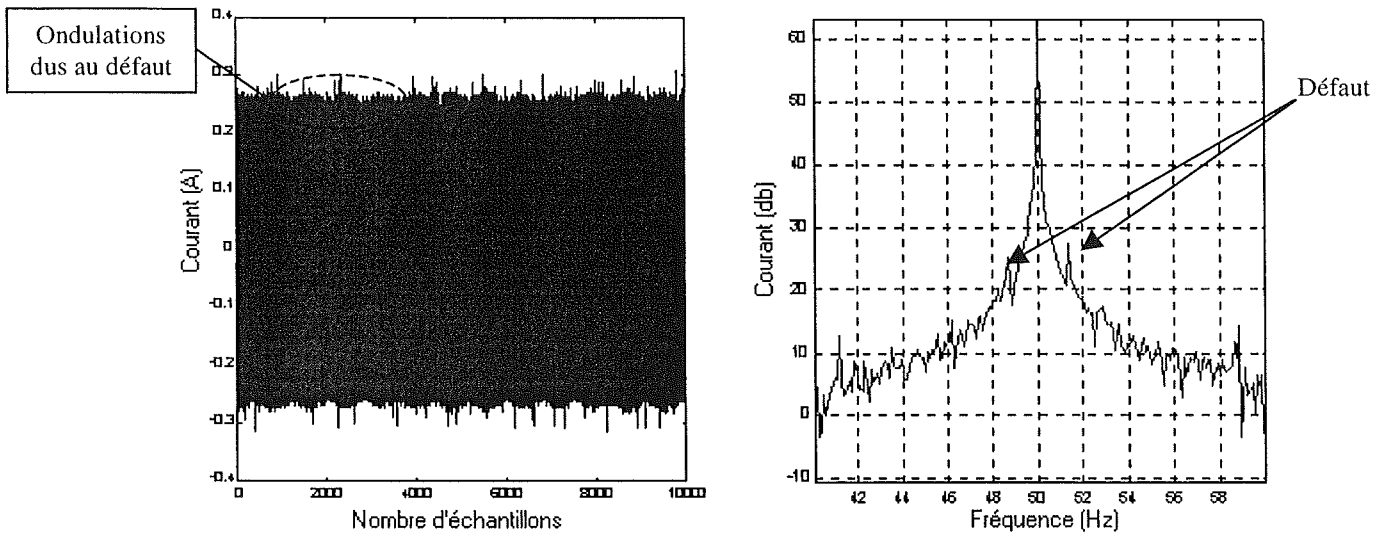 Ondulations
dus au défaut
0.4
0.3
0.2
0.1
0
-0.1
-0.2
-0.3
-0.4
Courant (A)
0 2000 4000 6000 8000 10000
Nombre d'échantillons
60
50
40
30
20
10
0
-10
Courant (db)
42 44 46 48 50 52 54 56 58
Fréquence (Hz)
Défaut